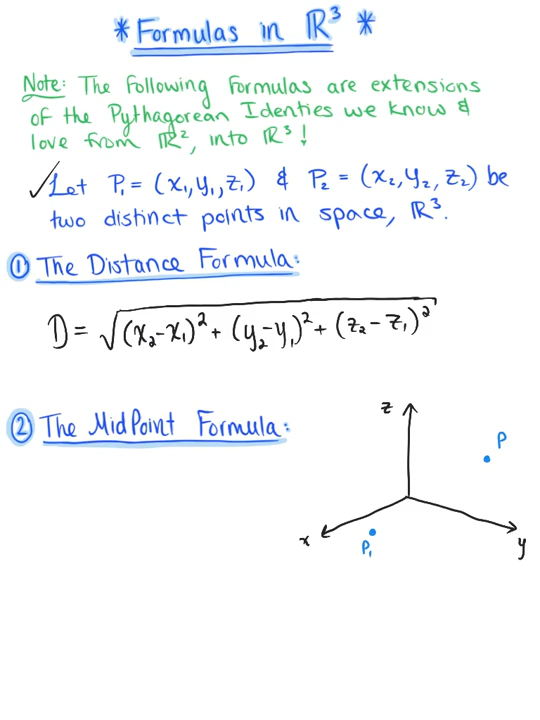 * Formulas in ℝ³ *
Note: The following formulas are extensions
of the Pythagorean Identies we know &
love from ℝ², into ℝ³!
✓Let P₁ = (x₁, y₁, z₁) & P₂ = (x₂, y₂, z₂) be
two distinct points in space, ℝ³.
① The Distance Formula:
D = √((x₂-x₁)² + (y₂-y₁)² + (z₂-z₁)²)
② The MidPoint Formula:
z
P
x
P₁
y